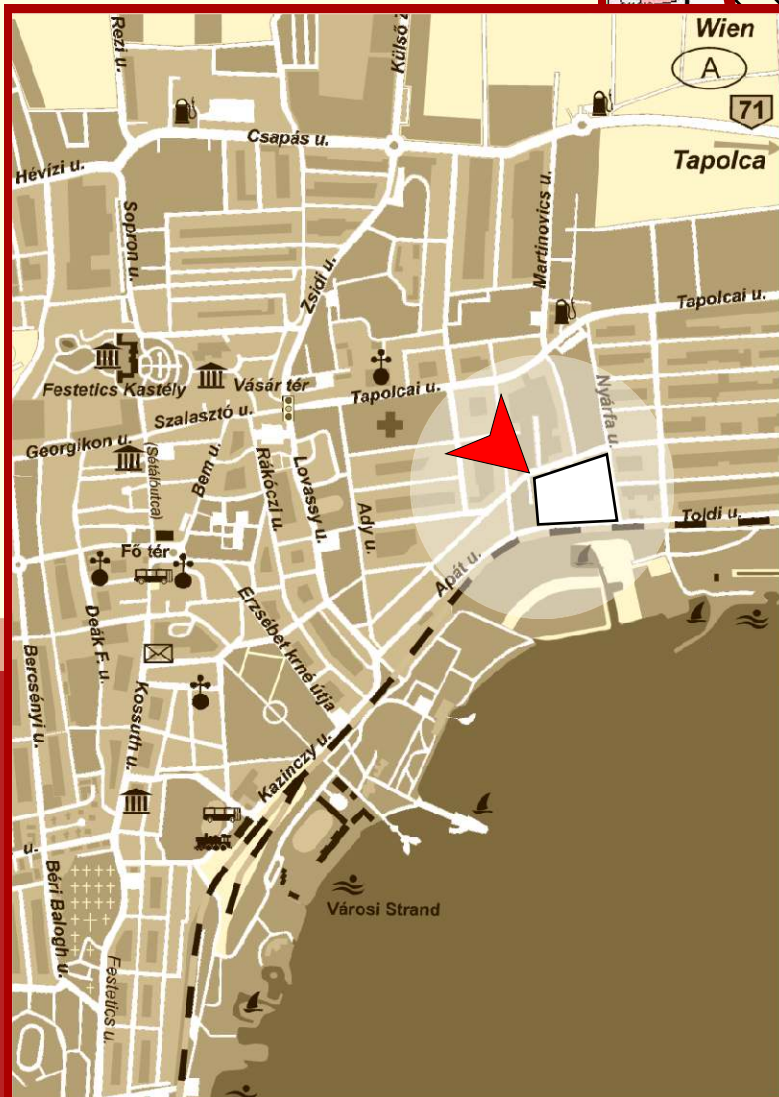 Wien
A
71
Tapolca
Rezi u.
Külső
Csapás u.
Hévízi u.
Sopron u.
Zsidi u.
Martinovics u.
Tapolcai u.
Festetics Kastély
Vásár tér
Tapolcai u.
Nyárfa u.
Szalasztó u.
Georgikon u.
(Sétálóutca)
Bem u.
Rákóczi u.
Lovassy u.
Ady u.
Toldi u.
Fő tér
Apát u.
Deák F. u.
Erzsébet krné útja
Bercsényi u.
Kossuth u.
Kazinczy u.
u.
Béri Balogh u.
Városi Strand
Festetics u.